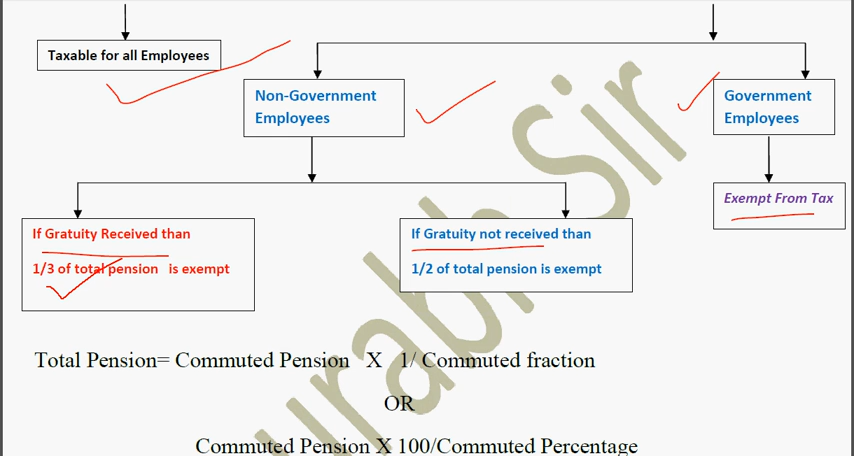 Taxable for all Employees
Non-Government
Employees
Government
Employees
Exempt From Tax
If Gratuity Received than
1/3 of total pension is exempt
If Gratuity not received than
1/2 of total pension is exempt
Total Pension= Commuted Pension X 1/ Commuted fraction
OR
Commuted Pension X 100/Commuted Percentage
Sir